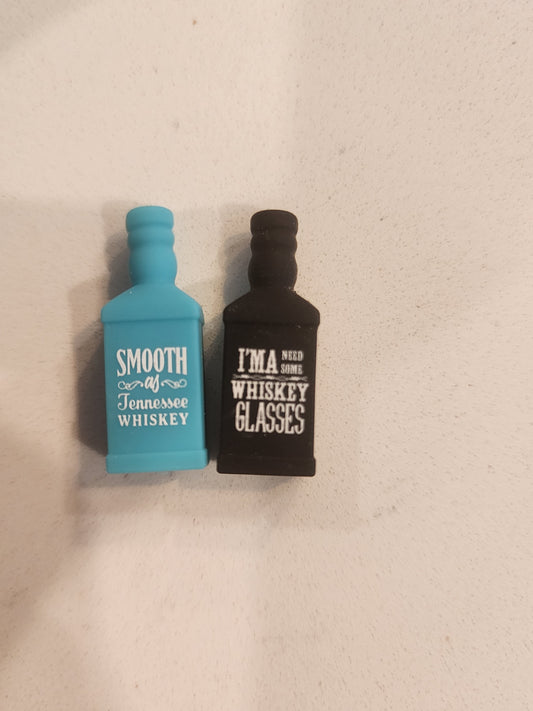 SMOOTH
as
Tennessee
WHISKEY
I'MA NEED
SOME
WHISKEY
GLASSES